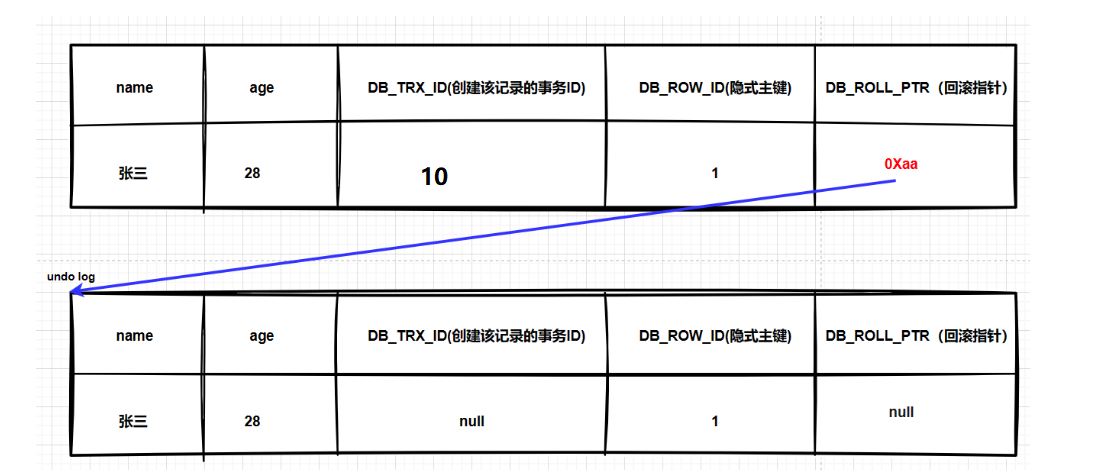 name age DB_TRX_ID(创建该记录的事务ID) DB_ROW_ID(隐式主键) DB_ROLL_PTR（回滚指针）
张三 28 10 1 0Xaa
undo log
name age DB_TRX_ID(创建该记录的事务ID) DB_ROW_ID(隐式主键) DB_ROLL_PTR（回滚指针）
张三 28 null 1 null